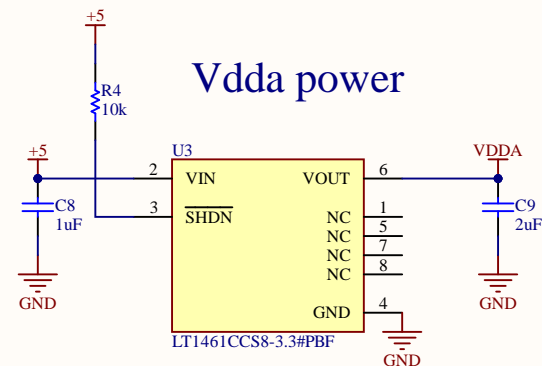 +5
Vdda power
R4
10k
+5
U3
VDDA
2
VIN
VOUT
6
C8
1uF
3
SHDN
NC
1
C9
2uF
NC
5
NC
7
NC
8
GND
GND
4
GND
LT1461CCS8-3.3#PBF
GND
GND